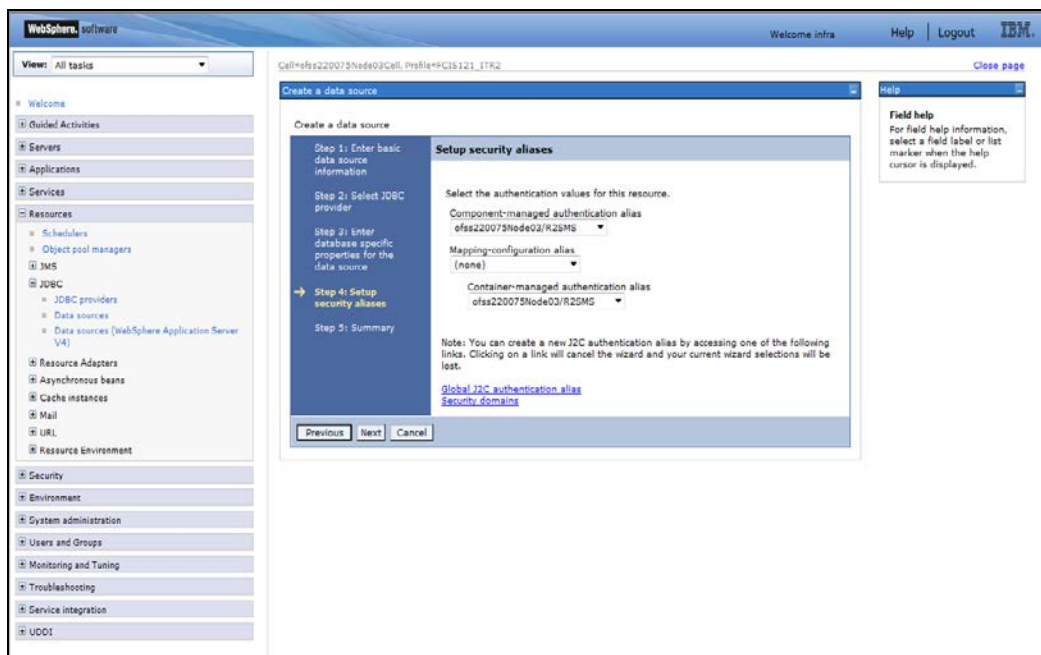 WebSphere. software
Welcome infra
Help | Logout
IBM.
View: All tasks
Cell=ofss220075Node03Cell, Profile=FCIS121_ITR2
Close page
Welcome
Guided Activities
Servers
Applications
Services
Resources
Schedulers
Object pool managers
JMS
JDBC
JDBC providers
Data sources
Data sources (WebSphere Application Server
V4)
Resource Adapters
Asynchronous beans
Cache instances
Mail
URL
Resource Environment
Security
Environment
System administration
Users and Groups
Monitoring and Tuning
Troubleshooting
Service integration
UDDI
Create a data source
Create a data source
Step 1: Enter basic
data source
information
Step 2: Select JDBC
provider
Step 3: Enter
database specific
properties for the
data source
Step 4: Setup
security aliases
Step 5: Summary
Setup security aliases
Select the authentication values for this resource.
Component-managed authentication alias
ofss220075Node03/R2SMS
Mapping-configuration alias
(none)
Container-managed authentication alias
ofss220075Node03/R2SMS
Note: You can create a new J2C authentication alias by accessing one of the following
links. Clicking on a link will cancel the wizard and your current wizard selections will be
lost.
Global J2C authentication alias
Security domains
Previous Next Cancel
Help
Field help
For field help information,
select a field label or list
marker when the help
cursor is displayed.